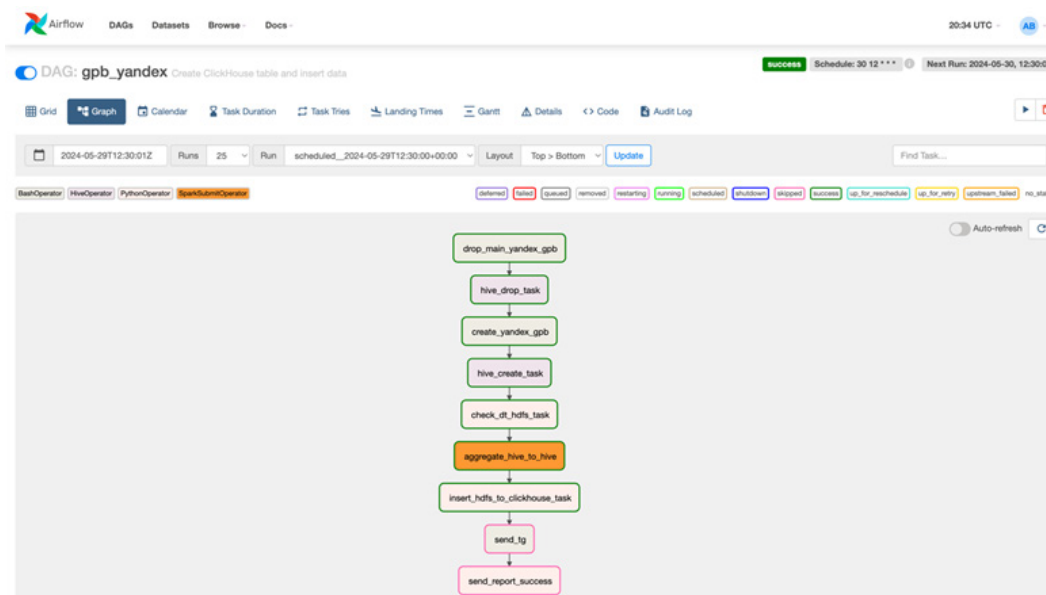 Airflow DAGs Datasets Browse Docs 20:34 UTC AB
DAG: gpb_yandex Create ClickHouse table and insert data success Schedule: 30 12 * * * Next Run: 2024-05-30, 12:30:0
Grid Graph Calendar Task Duration Task Tries Landing Times Gantt Details <> Code Audit Log
2024-05-29T12:30:01Z Runs 25 Run scheduled__2024-05-29T12:30:00+00:00 Layout Top > Bottom Update Find Task...
BashOperator HiveOperator PythonOperator SparkSubmitOperator deferred failed queued removed restarting running scheduled shutdown skipped success up_for_reschedule up_for_retry upstream_failed no_sta
Auto-refresh
drop_main_yandex_gpb
hive_drop_task
create_yandex_gpb
hive_create_task
check_dt_hdfs_task
aggregate_hive_to_hive
insert_hdfs_to_clickhouse_task
send_tg
send_report_success